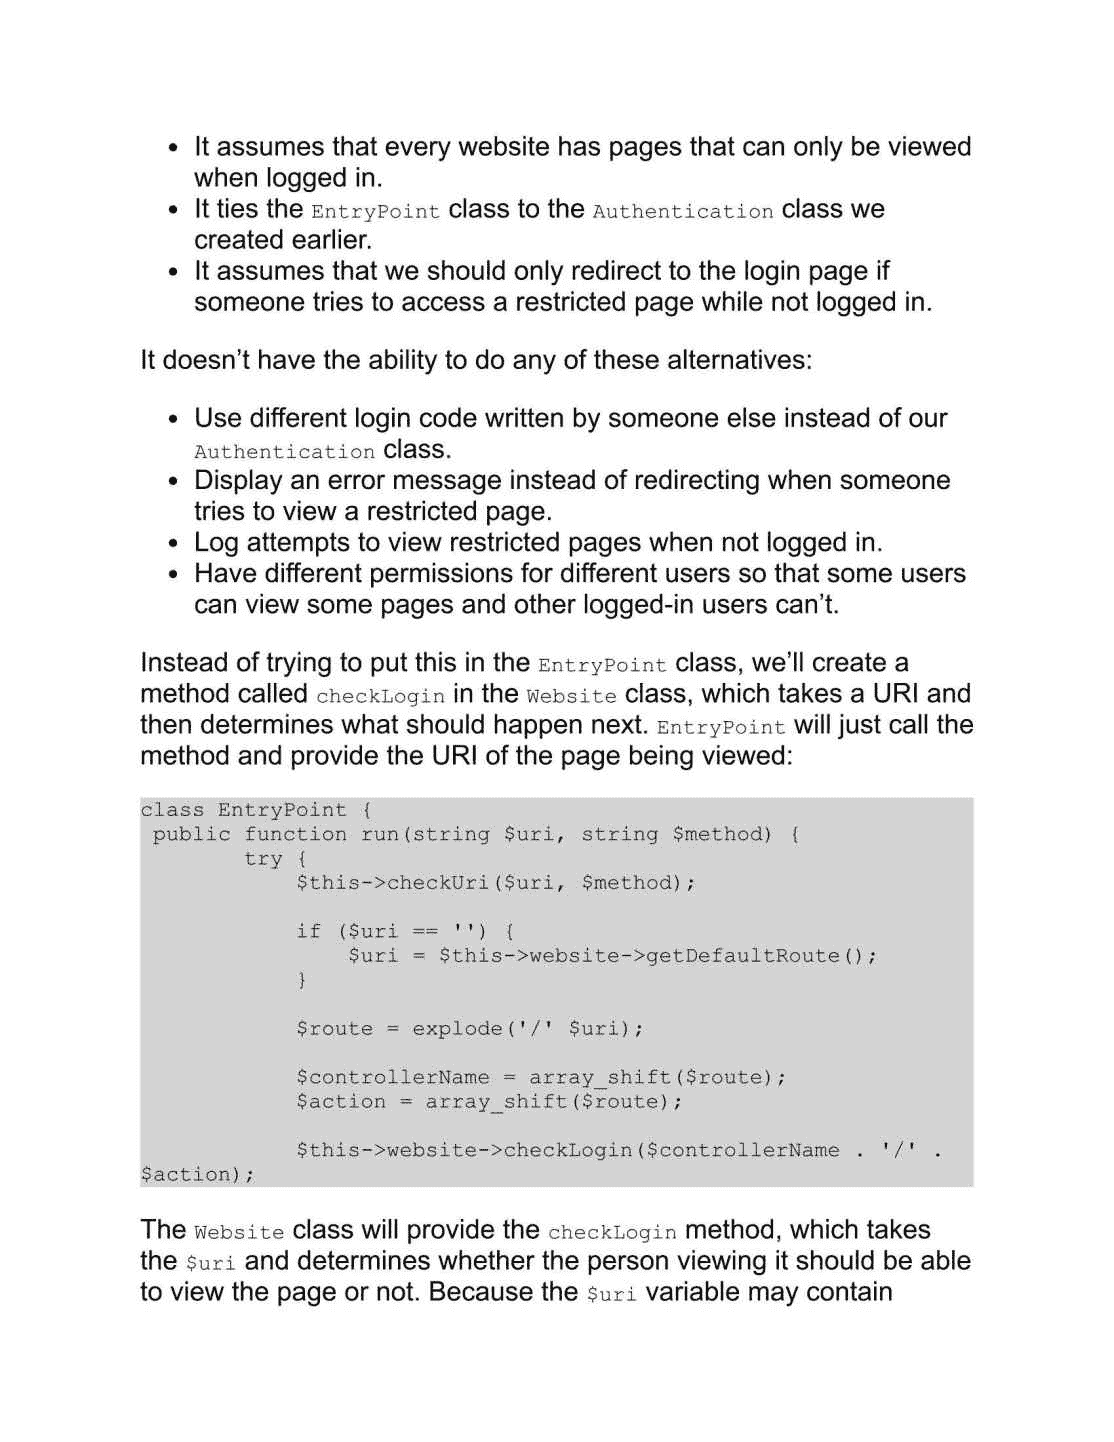 • It assumes that every website has pages that can only be viewed
when logged in.
• It ties the EntryPoint class to the Authentication class we
created earlier.
• It assumes that we should only redirect to the login page if
someone tries to access a restricted page while not logged in.
It doesn’t have the ability to do any of these alternatives:
• Use different login code written by someone else instead of our
Authentication class.
• Display an error message instead of redirecting when someone
tries to view a restricted page.
• Log attempts to view restricted pages when not logged in.
• Have different permissions for different users so that some users
can view some pages and other logged-in users can’t.
Instead of trying to put this in the EntryPoint class, we’ll create a
method called checkLogin in the Website class, which takes a URI and
then determines what should happen next. EntryPoint will just call the
method and provide the URI of the page being viewed:
class EntryPoint {
 public function run(string $uri, string $method) {
        try {
            $this->checkUri($uri, $method);
            if ($uri == '') {
                $uri = $this->website->getDefaultRoute();
            }
            $route = explode('/' $uri);
            $controllerName = array_shift($route);
            $action = array_shift($route);
            $this->website->checkLogin($controllerName . '/' .
$action);
The Website class will provide the checkLogin method, which takes
the $uri and determines whether the person viewing it should be able
to view the page or not. Because the $uri variable may contain